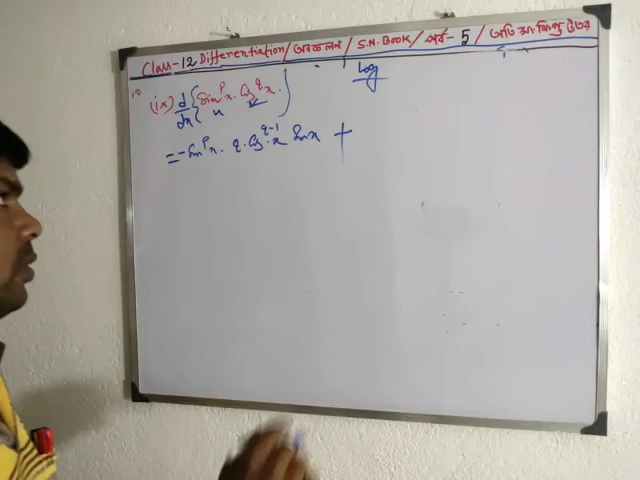 Class-12 Differentiation/অবকলন / S.N. Book/ পর্ব- 5 / অতি সং-ক্ষিপ্ত উত্তর
log
(ix) d/dx { sin^p x . cos^q x. }
u v
= - sin^p x . q . cos^q-1 . x sin x +